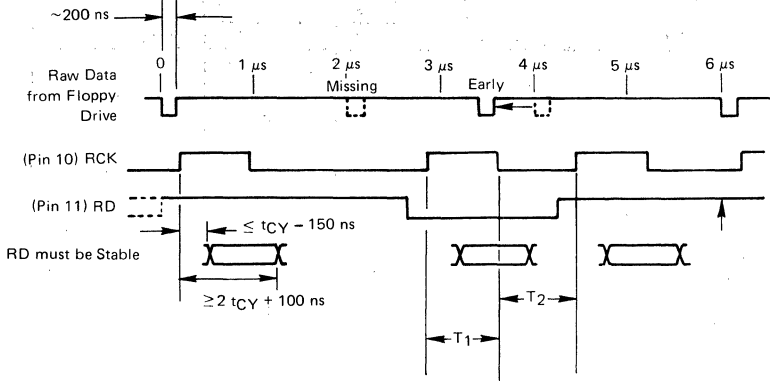 ~200 ns
0 1 μs 2 μs 3 μs 4 μs 5 μs 6 μs
Raw Data
from Floppy
Drive
Missing
Early
(Pin 10) RCK
(Pin 11) RD
≤ tCY − 150 ns
RD must be Stable
≥2 tCY + 100 ns
T2
T1